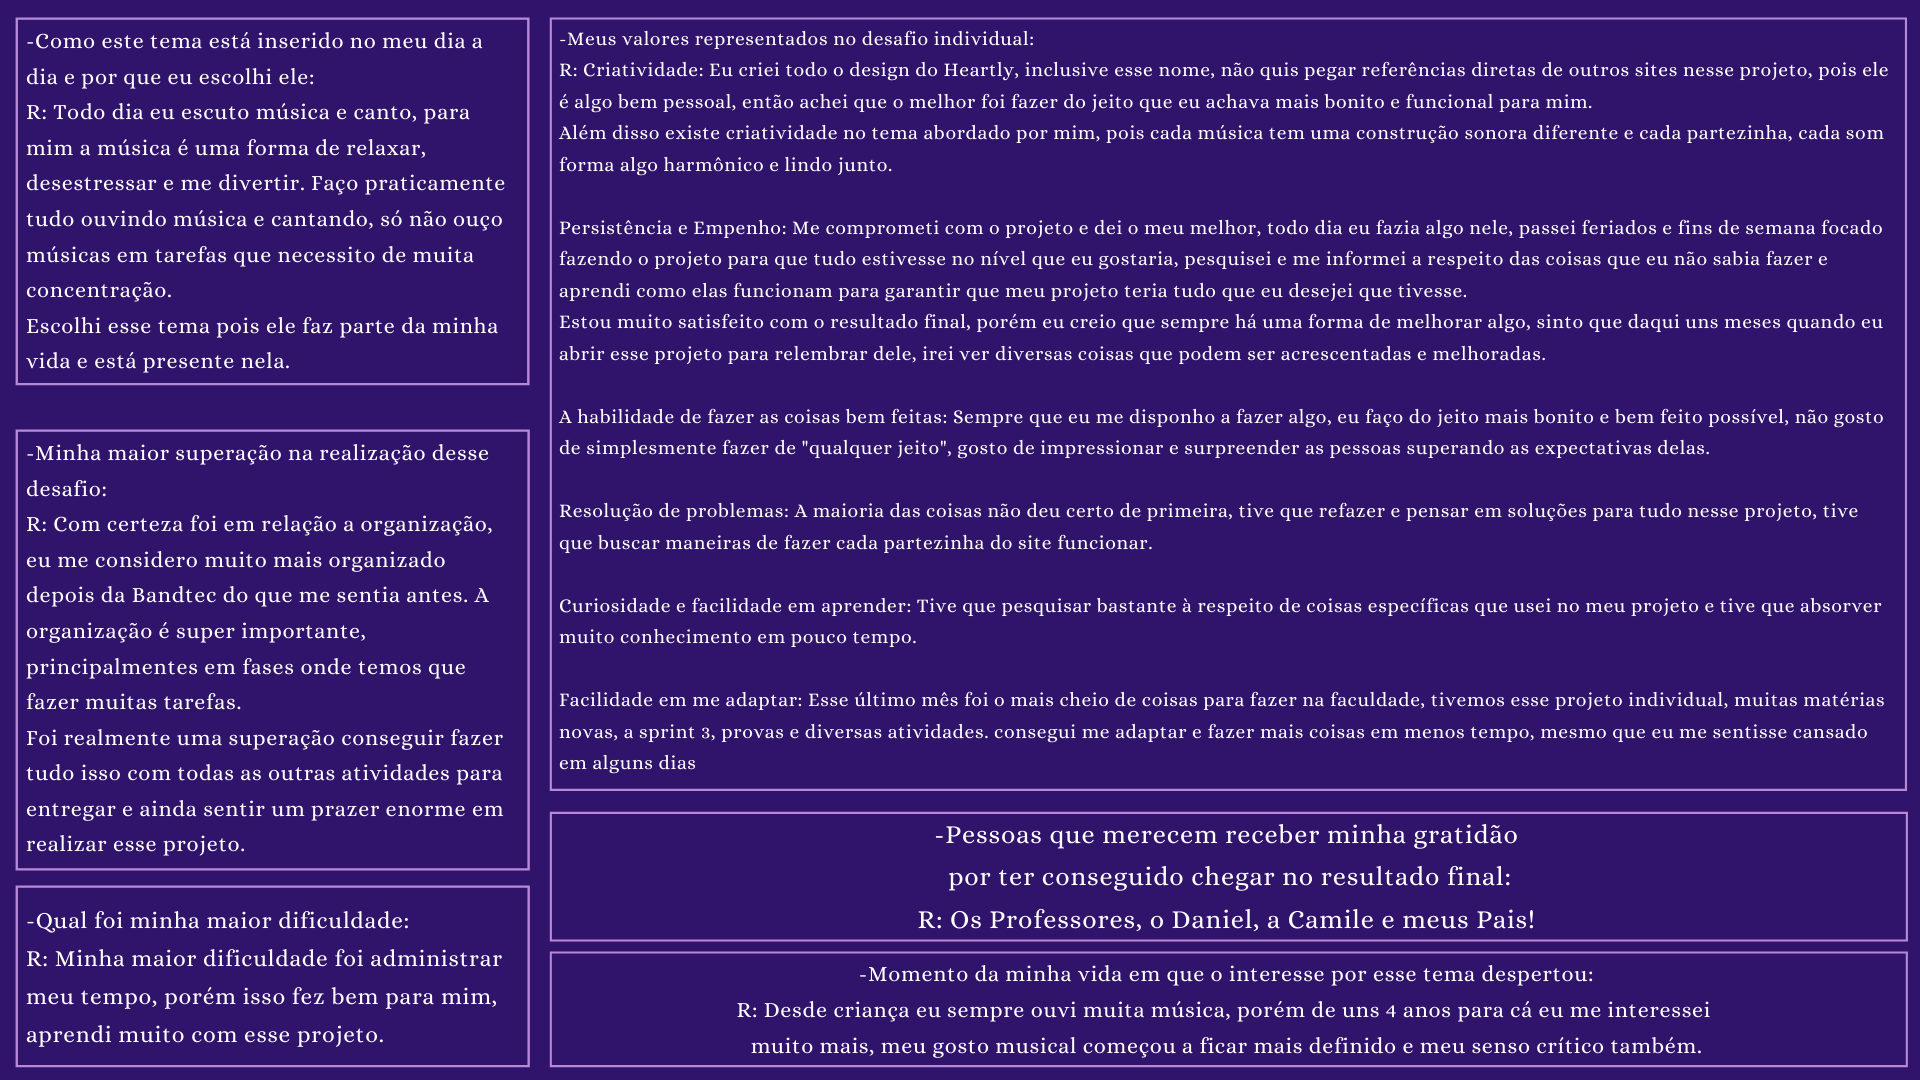 -Como este tema está inserido no meu dia a
dia e por que eu escolhi ele:
R: Todo dia eu escuto música e canto, para
mim a música é uma forma de relaxar,
desestressar e me divertir. Faço praticamente
tudo ouvindo música e cantando, só não ouço
músicas em tarefas que necessito de muita
concentração.
Escolhi esse tema pois ele faz parte da minha
vida e está presente nela.
-Minha maior superação na realização desse
desafio:
R: Com certeza foi em relação a organização,
eu me considero muito mais organizado
depois da Bandtec do que me sentia antes. A
organização é super importante,
principalmentes em fases onde temos que
fazer muitas tarefas.
Foi realmente uma superação conseguir fazer
tudo isso com todas as outras atividades para
entregar e ainda sentir um prazer enorme em
realizar esse projeto.
-Qual foi minha maior dificuldade:
R: Minha maior dificuldade foi administrar
meu tempo, porém isso fez bem para mim,
aprendi muito com esse projeto.
-Meus valores representados no desafio individual:
R: Criatividade: Eu criei todo o design do Heartly, inclusive esse nome, não quis pegar referências diretas de outros sites nesse projeto, pois ele
é algo bem pessoal, então achei que o melhor foi fazer do jeito que eu achava mais bonito e funcional para mim.
Além disso existe criatividade no tema abordado por mim, pois cada música tem uma construção sonora diferente e cada partezinha, cada som
forma algo harmônico e lindo junto.
Persistência e Empenho: Me comprometi com o projeto e dei o meu melhor, todo dia eu fazia algo nele, passei feriados e fins de semana focado
fazendo o projeto para que tudo estivesse no nível que eu gostaria, pesquisei e me informei a respeito das coisas que eu não sabia fazer e
aprendi como elas funcionam para garantir que meu projeto teria tudo que eu desejei que tivesse.
Estou muito satisfeito com o resultado final, porém eu creio que sempre há uma forma de melhorar algo, sinto que daqui uns meses quando eu
abrir esse projeto para relembrar dele, irei ver diversas coisas que podem ser acrescentadas e melhoradas.
A habilidade de fazer as coisas bem feitas: Sempre que eu me disponho a fazer algo, eu faço do jeito mais bonito e bem feito possível, não gosto
de simplesmente fazer de "qualquer jeito", gosto de impressionar e surpreender as pessoas superando as expectativas delas.
Resolução de problemas: A maioria das coisas não deu certo de primeira, tive que refazer e pensar em soluções para tudo nesse projeto, tive
que buscar maneiras de fazer cada partezinha do site funcionar.
Curiosidade e facilidade em aprender: Tive que pesquisar bastante à respeito de coisas específicas que usei no meu projeto e tive que absorver
muito conhecimento em pouco tempo.
Facilidade em me adaptar: Esse último mês foi o mais cheio de coisas para fazer na faculdade, tivemos esse projeto individual, muitas matérias
novas, a sprint 3, provas e diversas atividades. consegui me adaptar e fazer mais coisas em menos tempo, mesmo que eu me sentisse cansado
em alguns dias
-Pessoas que merecem receber minha gratidão
por ter conseguido chegar no resultado final:
R: Os Professores, o Daniel, a Camile e meus Pais!
-Momento da minha vida em que o interesse por esse tema despertou:
R: Desde criança eu sempre ouvi muita música, porém de uns 4 anos para cá eu me interessei
muito mais, meu gosto musical começou a ficar mais definido e meu senso crítico também.